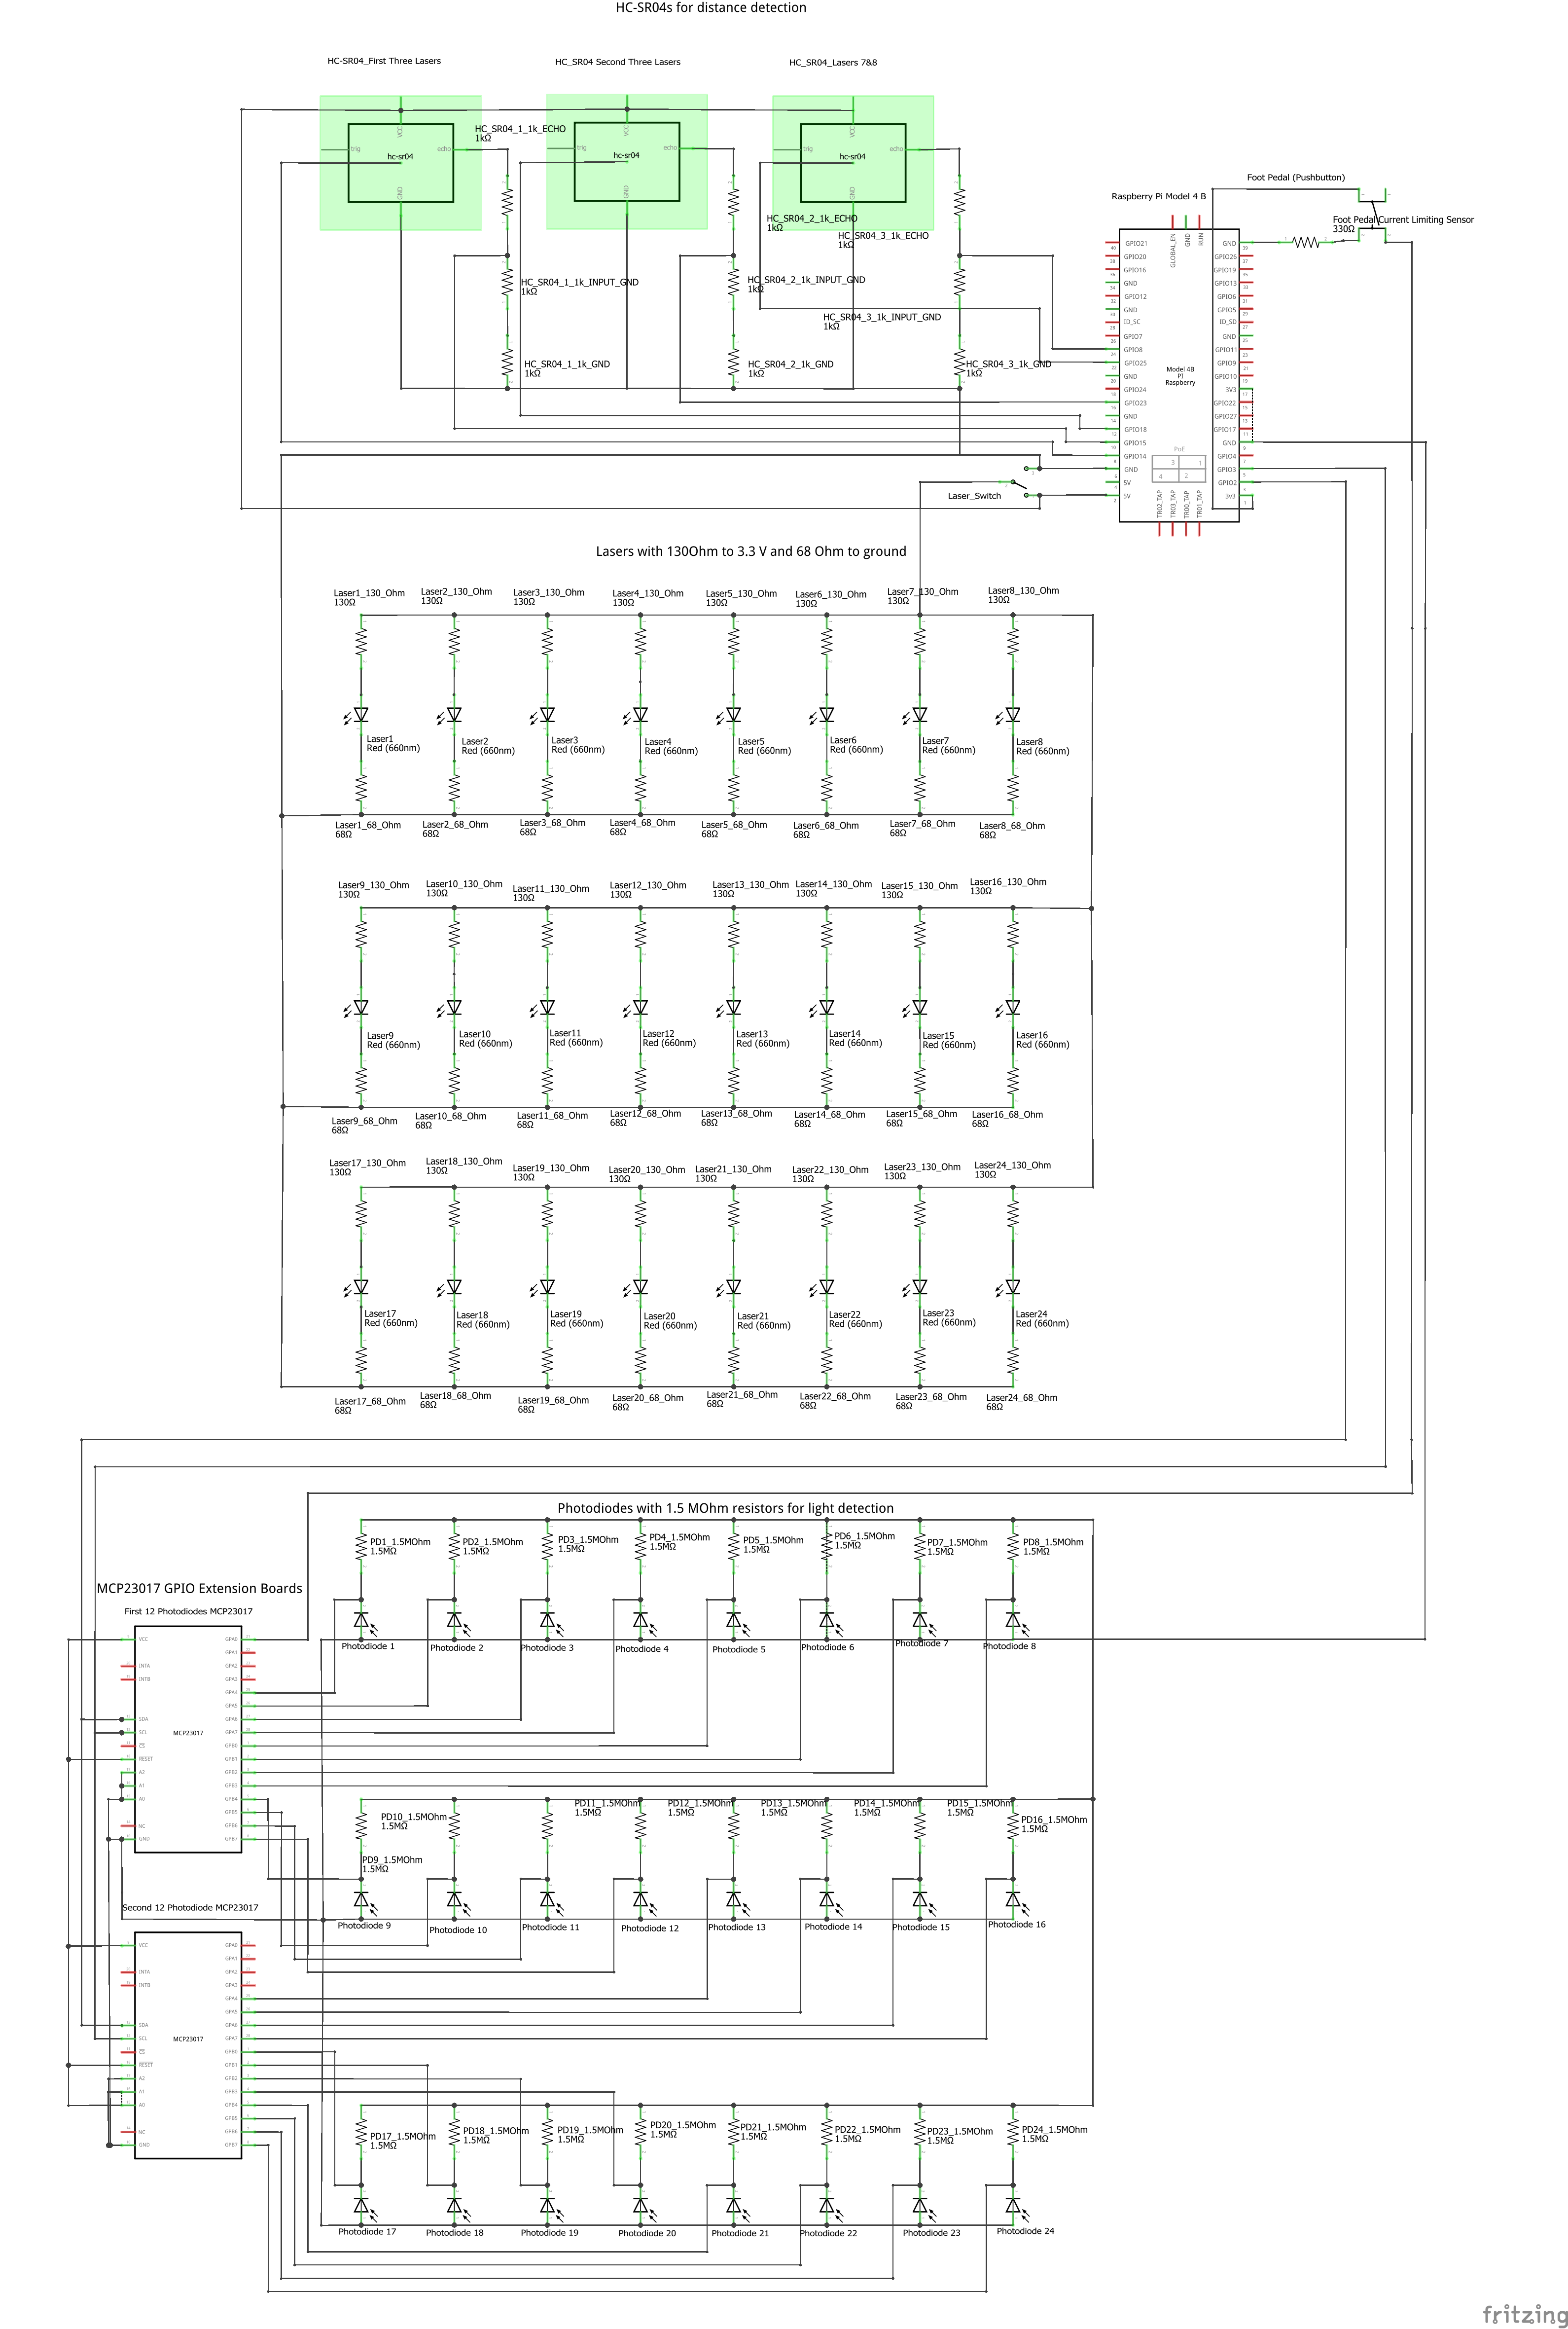 HC-SR04s for distance detection
HC-SR04_First Three Lasers
HC_SR04 Second Three Lasers
HC_SR04_Lasers 7&8
VCC
trig
hc-sr04
echo
GND
VCC
trig
hc-sr04
echo
GND
VCC
trig
hc-sr04
echo
GND
HC_SR04_1_1k_ECHO
1kΩ
HC_SR04_2_1k_ECHO
1kΩ
HC_SR04_3_1k_ECHO
1kΩ
HC_SR04_1_1k_INPUT_GND
1kΩ
HC_SR04_2_1k_INPUT_GND
1kΩ
HC_SR04_3_1k_INPUT_GND
1kΩ
HC_SR04_1_1k_GND
1kΩ
HC_SR04_2_1k_GND
1kΩ
HC_SR04_3_1k_GND
1kΩ
Foot Pedal (Pushbutton)
Raspberry Pi Model 4 B
Foot Pedal Current Limiting Sensor
330Ω
GLOBAL_EN
GND
RUN
GPIO21
GPIO20
GPIO16
GND
GPIO12
GND
ID_SC
GPIO7
GPIO8
GPIO25
GND
GPIO24
GPIO23
GND
GPIO18
GPIO15
GPIO14
GND
5V
5V
GND
GPIO26
GPIO19
GPIO13
GPIO6
GPIO5
ID_SD
GND
GPIO11
GPIO9
GPIO10
3V3
GPIO22
GPIO27
GPIO17
GND
GPIO4
GPIO3
GPIO2
3v3
Model 4B
PI
Raspberry
PoE
3 1
4 2
TR02_TAP
TR03_TAP
TR00_TAP
TR01_TAP
Laser_Switch
Lasers with 130Ohm to 3.3 V and 68 Ohm to ground
Laser1_130_Ohm
130Ω
Laser2_130_Ohm
130Ω
Laser3_130_Ohm
130Ω
Laser4_130_Ohm
130Ω
Laser5_130_Ohm
130Ω
Laser6_130_Ohm
130Ω
Laser7_130_Ohm
130Ω
Laser8_130_Ohm
130Ω
Laser1
Red (660nm)
Laser2
Red (660nm)
Laser3
Red (660nm)
Laser4
Red (660nm)
Laser5
Red (660nm)
Laser6
Red (660nm)
Laser7
Red (660nm)
Laser8
Red (660nm)
Laser1_68_Ohm
68Ω
Laser2_68_Ohm
68Ω
Laser3_68_Ohm
68Ω
Laser4_68_Ohm
68Ω
Laser5_68_Ohm
68Ω
Laser6_68_Ohm
68Ω
Laser7_68_Ohm
68Ω
Laser8_68_Ohm
68Ω
Laser9_130_Ohm
130Ω
Laser10_130_Ohm
130Ω
Laser11_130_Ohm
130Ω
Laser12_130_Ohm
130Ω
Laser13_130_Ohm
130Ω
Laser14_130_Ohm
130Ω
Laser15_130_Ohm
130Ω
Laser16_130_Ohm
130Ω
Laser9
Red (660nm)
Laser10
Red (660nm)
Laser11
Red (660nm)
Laser12
Red (660nm)
Laser13
Red (660nm)
Laser14
Red (660nm)
Laser15
Red (660nm)
Laser16
Red (660nm)
Laser9_68_Ohm
68Ω
Laser10_68_Ohm
68Ω
Laser11_68_Ohm
68Ω
Laser12_68_Ohm
68Ω
Laser13_68_Ohm
68Ω
Laser14_68_Ohm
68Ω
Laser15_68_Ohm
68Ω
Laser16_68_Ohm
68Ω
Laser17_130_Ohm
130Ω
Laser18_130_Ohm
130Ω
Laser19_130_Ohm
130Ω
Laser20_130_Ohm
130Ω
Laser21_130_Ohm
130Ω
Laser22_130_Ohm
130Ω
Laser23_130_Ohm
130Ω
Laser24_130_Ohm
130Ω
Laser17
Red (660nm)
Laser18
Red (660nm)
Laser19
Red (660nm)
Laser20
Red (660nm)
Laser21
Red (660nm)
Laser22
Red (660nm)
Laser23
Red (660nm)
Laser24
Red (660nm)
Laser17_68_Ohm
68Ω
Laser18_68_Ohm
68Ω
Laser19_68_Ohm
68Ω
Laser20_68_Ohm
68Ω
Laser21_68_Ohm
68Ω
Laser22_68_Ohm
68Ω
Laser23_68_Ohm
68Ω
Laser24_68_Ohm
68Ω
Photodiodes with 1.5 MOhm resistors for light detection
PD1_1.5MOhm
1.5MΩ
PD2_1.5MOhm
1.5MΩ
PD3_1.5MOhm
1.5MΩ
PD4_1.5MOhm
1.5MΩ
PD5_1.5MOhm
1.5MΩ
PD6_1.5MOhm
1.5MΩ
PD7_1.5MOhm
1.5MΩ
PD8_1.5MOhm
1.5MΩ
Photodiode 1
Photodiode 2
Photodiode 3
Photodiode 4
Photodiode 5
Photodiode 6
Photodiode 7
Photodiode 8
MCP23017 GPIO Extension Boards
First 12 Photodiodes MCP23017
VCC
INTA
INTB
SDA
SCL
CS
RESET
A2
A1
A0
NC
GND
MCP23017
GPA0
GPA1
GPA2
GPA3
GPA4
GPA5
GPA6
GPA7
GPB0
GPB1
GPB2
GPB3
GPB4
GPB5
GPB6
GPB7
PD9_1.5MOhm
1.5MΩ
PD10_1.5MOhm
1.5MΩ
PD11_1.5MOhm
1.5MΩ
PD12_1.5MOhm
1.5MΩ
PD13_1.5MOhm
1.5MΩ
PD14_1.5MOhm
1.5MΩ
PD15_1.5MOhm
1.5MΩ
PD16_1.5MOhm
1.5MΩ
Photodiode 9
Photodiode 10
Photodiode 11
Photodiode 12
Photodiode 13
Photodiode 14
Photodiode 15
Photodiode 16
Second 12 Photodiode MCP23017
VCC
INTA
INTB
SDA
SCL
CS
RESET
A2
A1
A0
NC
GND
MCP23017
GPA0
GPA1
GPA2
GPA3
GPA4
GPA5
GPA6
GPA7
GPB0
GPB1
GPB2
GPB3
GPB4
GPB5
GPB6
GPB7
PD17_1.5MOhm
1.5MΩ
PD18_1.5MOhm
1.5MΩ
PD19_1.5MOhm
1.5MΩ
PD20_1.5MOhm
1.5MΩ
PD21_1.5MOhm
1.5MΩ
PD22_1.5MOhm
1.5MΩ
PD23_1.5MOhm
1.5MΩ
PD24_1.5MOhm
1.5MΩ
Photodiode 17
Photodiode 18
Photodiode 19
Photodiode 20
Photodiode 21
Photodiode 22
Photodiode 23
Photodiode 24
fritzing